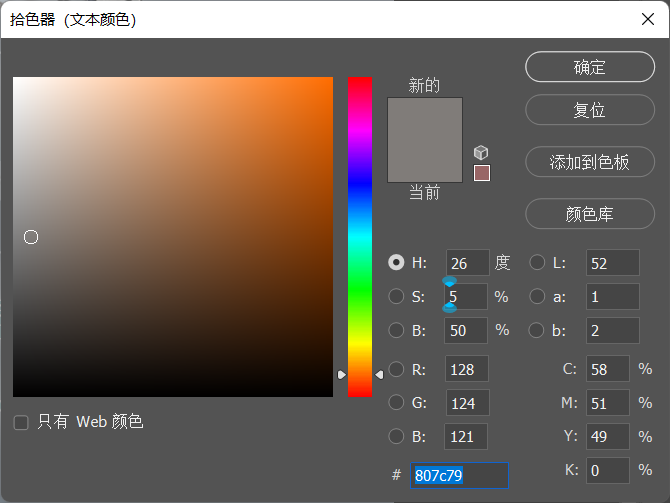 拾色器（文本颜色）
新的
当前
确定
复位
添加到色板
颜色库
H: 26 度
S: 5 %
B: 50 %
R: 128
G: 124
B: 121
# 807c79
L: 52
a: 1
b: 2
C: 58 %
M: 51 %
Y: 49 %
K: 0 %
只有 Web 颜色